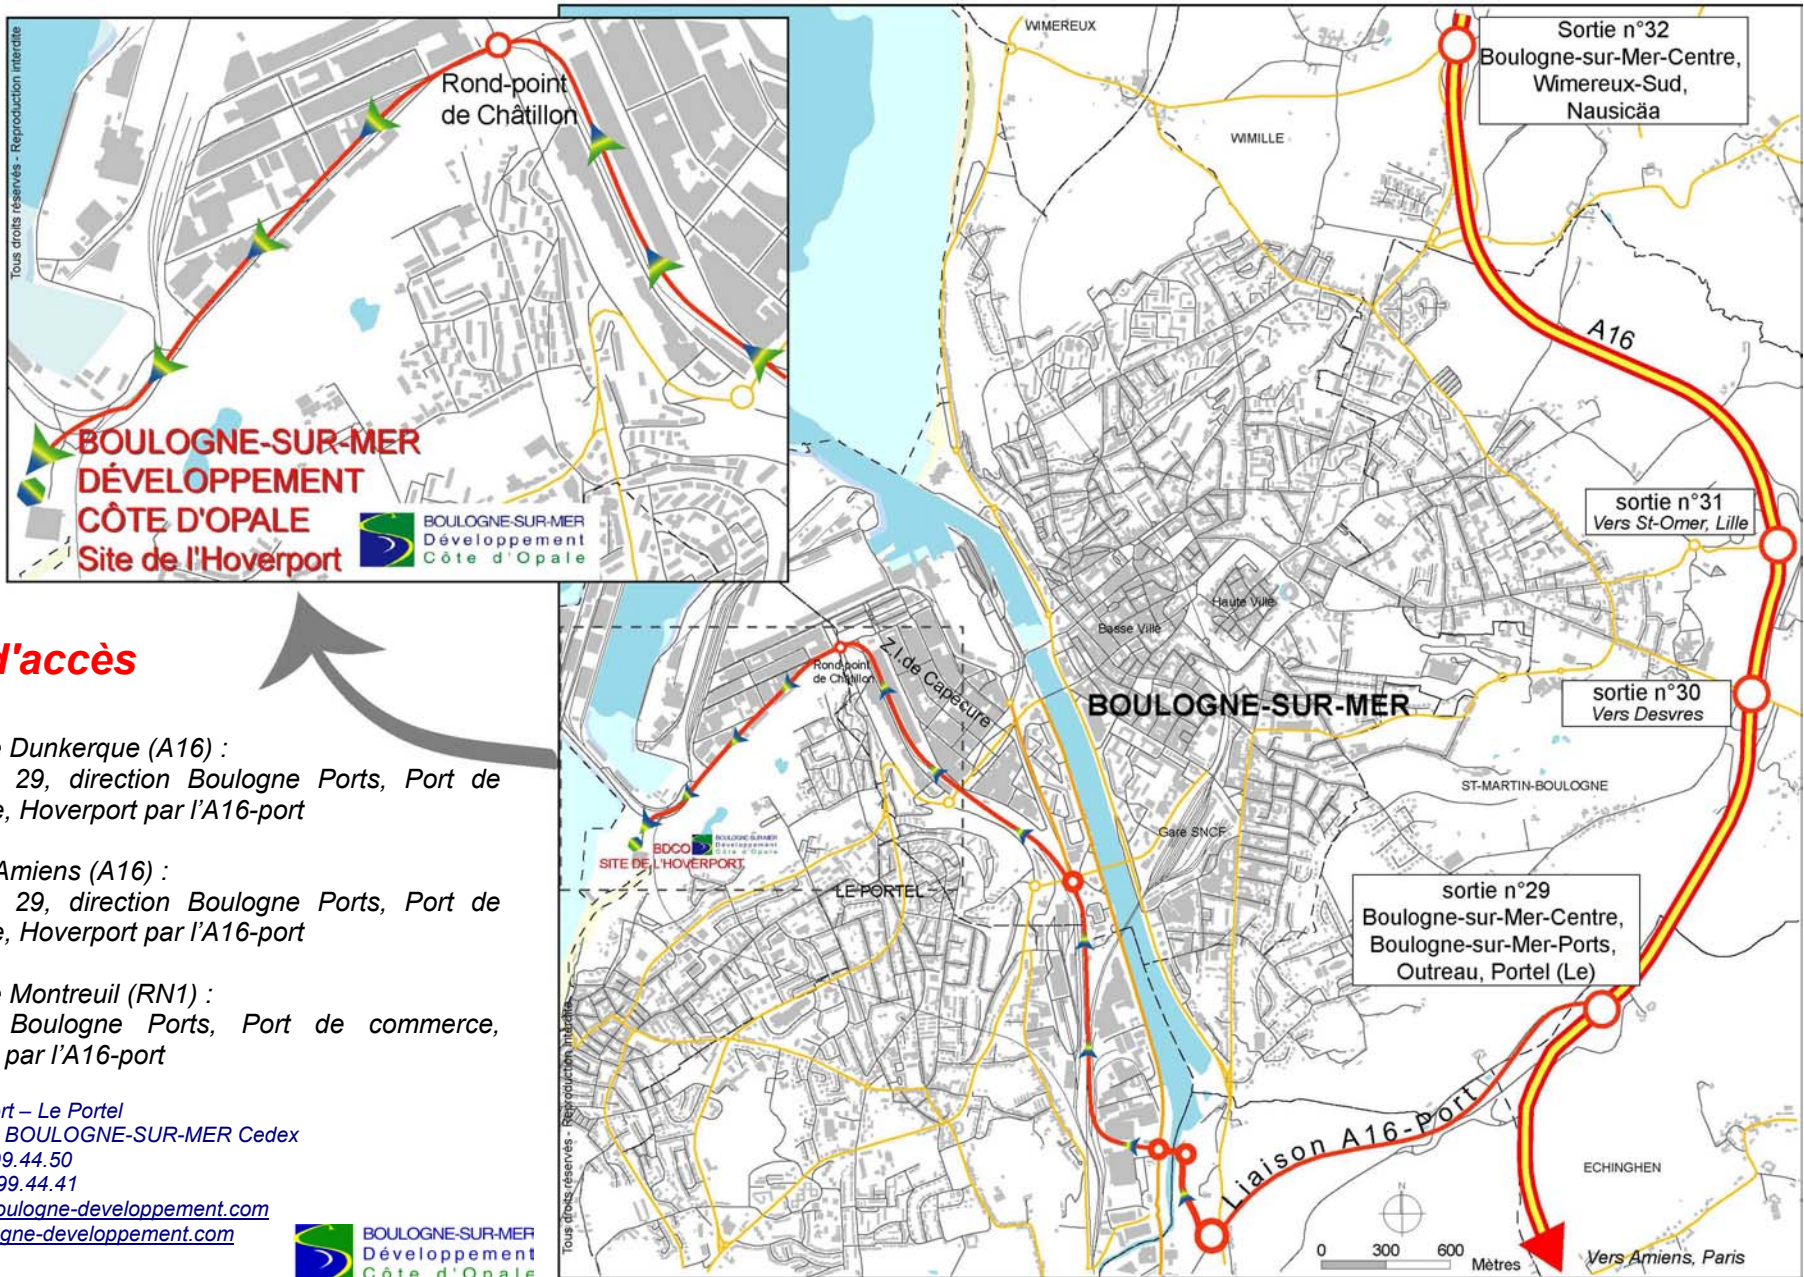 Tous droits réservés - Reproduction interdite
Rond-point
de Châtillon
BOULOGNE-SUR-MER
DÉVELOPPEMENT
CÔTE D'OPALE
Site de l'Hoverport
BOULOGNE-SUR-MER
Développement
Côte d'Opale
d'accès
e Dunkerque (A16) :
29, direction Boulogne Ports, Port de
e, Hoverport par l'A16-port
Amiens (A16) :
29, direction Boulogne Ports, Port de
e, Hoverport par l'A16-port
e Montreuil (RN1) :
Boulogne Ports, Port de commerce,
par l'A16-port
rt – Le Portel
BOULOGNE-SUR-MER Cedex
99.44.50
99.44.41
oulogne-developpement.com
gne-developpement.com
BOULOGNE-SUR-MER
Développement
Côte d'Opale
WIMEREUX
Sortie n°32
Boulogne-sur-Mer-Centre,
Wimereux-Sud,
Nausicäa
WIMILLE
A16
sortie n°31
Vers St-Omer, Lille
Haute Ville
Basse Ville
Z.I.de Capécure
Rond-point
de Châtillon
BOULOGNE-SUR-MER
sortie n°30
Vers Desvres
ST-MARTIN-BOULOGNE
Gare SNCF
BDCO
BOULOGNE-SUR-MER
Développement
Côte d'Opale
SITE DE L'HOVERPORT
LE PORTEL
sortie n°29
Boulogne-sur-Mer-Centre,
Boulogne-sur-Mer-Ports,
Outreau, Portel (Le)
Liaison A16-Port
ECHINGHEN
N
0 300 600
Mètres
Vers Amiens, Paris
Tous droits réservés - Reproduction interdite